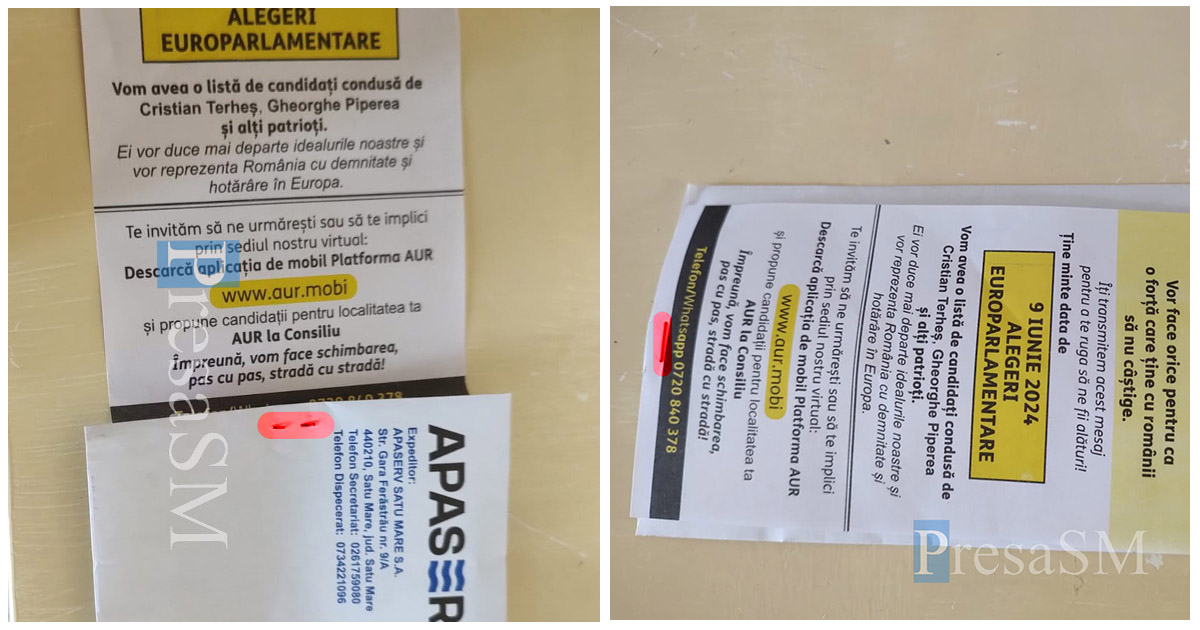 ALEGERI
EUROPARLAMENTARE
Vom avea o listă de candidați condusă de
Cristian Terheș, Gheorghe Piperea
și alți patrioți.
Ei vor duce mai departe idealurile noastre și
vor reprezenta România cu demnitate și
hotărâre în Europa.
Te invităm să ne urmărești sau să te implici
prin sediul nostru virtual:
Descarcă aplicația de mobil Platforma AUR
www.aur.mobi
și propune candidații pentru localitatea ta
AUR la Consiliu
Împreună, vom face schimbarea,
pas cu pas, stradă cu stradă!
0720 840 378
APASER
Expeditor:
APASERV SATU MARE S.A.
Str. Gara Ferăstrău nr. 9/A
440210, Satu Mare, jud. Satu Mare
Telefon Secretariat: 0261759080
Telefon Dispecerat: 0734221096
PresaSM
Vor face orice pentru ca
o forță care ține cu românii
să nu câștige.
Îți transmitem acest mesaj
pentru a te ruga să ne fii alături!
Ține minte data de
9 IUNIE 2024
ALEGERI
EUROPARLAMENTARE
Vom avea o listă de candidați condusă de
Cristian Terheș, Gheorghe Piperea
și alți patrioți.
Ei vor duce mai departe idealurile noastre și
vor reprezenta România cu demnitate și
hotărâre în Europa.
Te invităm să ne urmărești sau să te implici
prin sediul nostru virtual:
Descarcă aplicația de mobil Platforma AUR
www.aur.mobi
și propune candidații pentru localitatea ta
AUR la Consiliu
Împreună, vom face schimbarea,
pas cu pas, stradă cu stradă!
Telefon/Whatsapp 0720 840 378
PresaSM